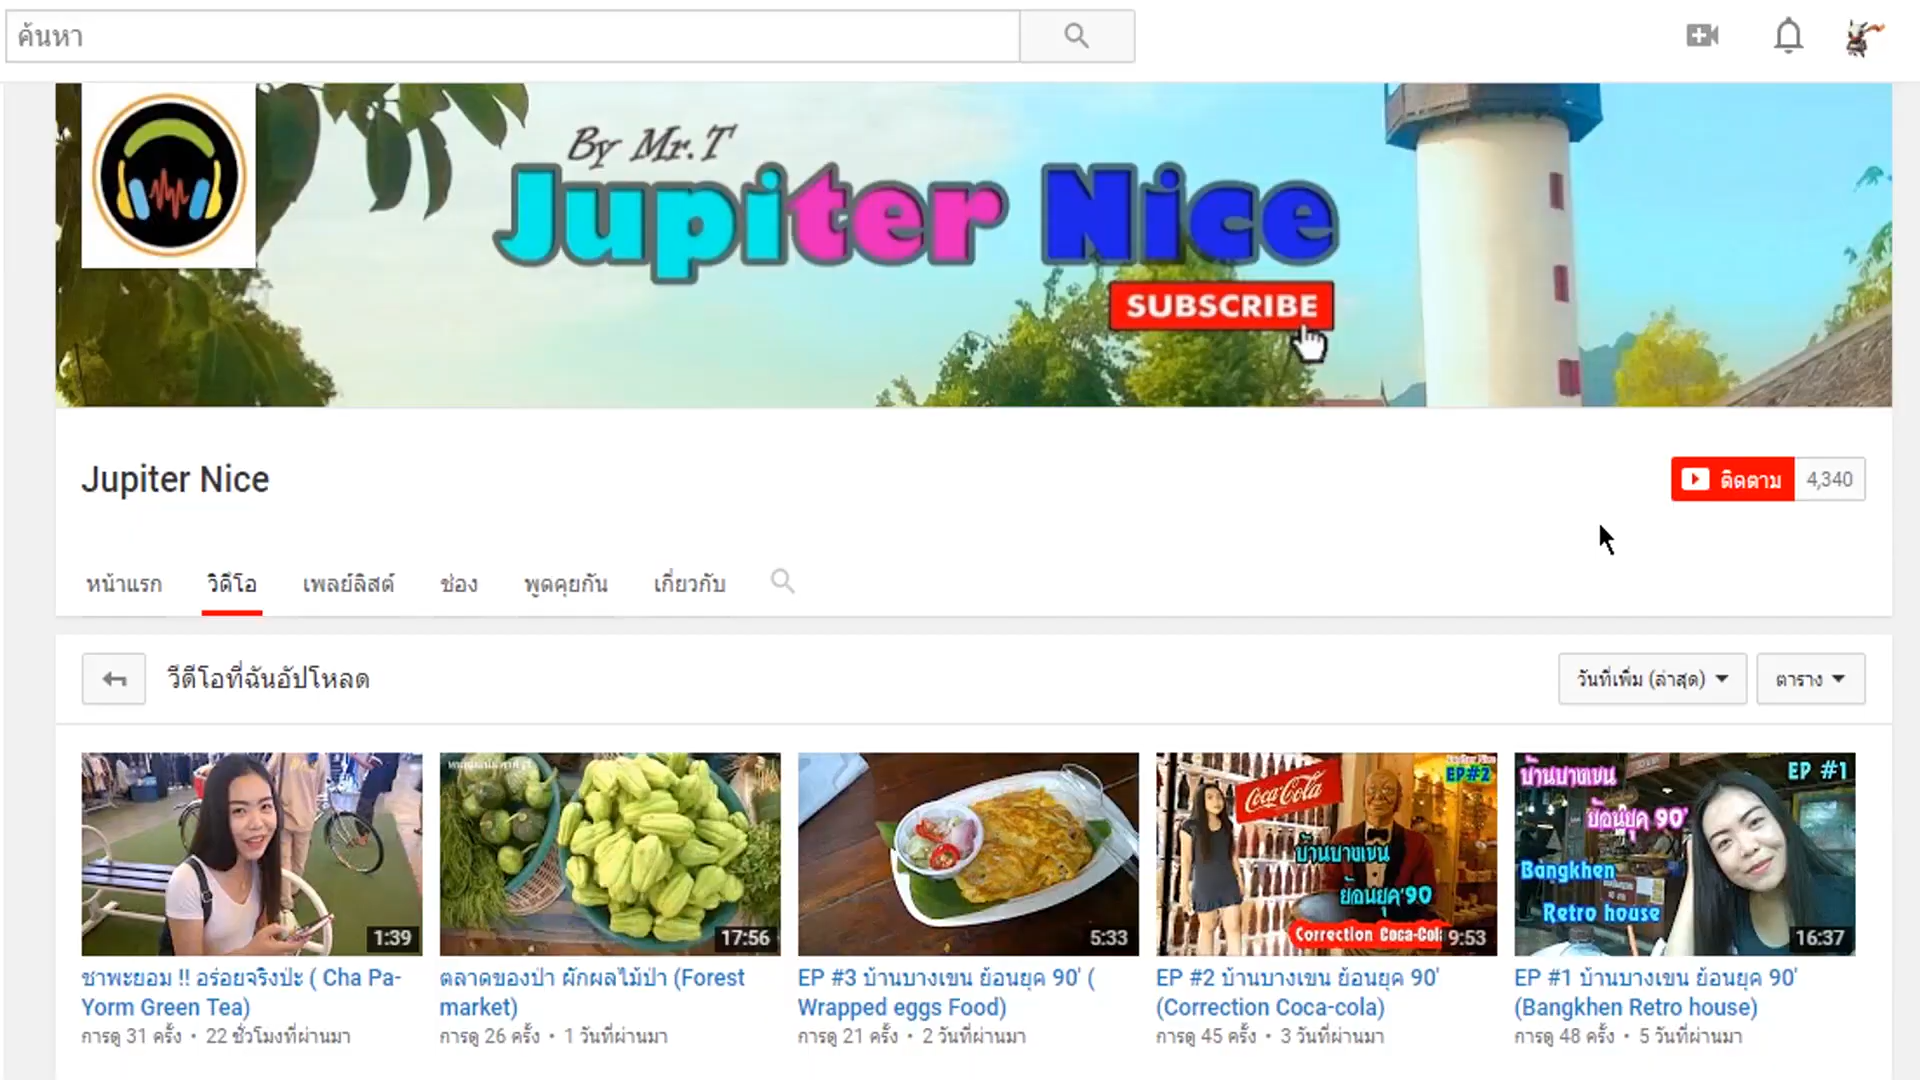 ค้นหา
By Mr.T
Jupiter Nice
SUBSCRIBE
Jupiter Nice
ติดตาม 4,340
หน้าแรก วิดีโอ เพลย์ลิสต์ ช่อง พูดคุยกัน เกี่ยวกับ
วีดีโอที่ฉันอัปโหลด
วันที่เพิ่ม (ล่าสุด) ตาราง
1:39
17:56
5:33
EP#2
Coca-Cola
บ้านบางเขน
ย้อนยุค'90
Correction Coca-Col
9:53
บ้านบางเขน
EP #1
ย้อนยุค 90'
Bangkhen
Retro house
16:37
ชาพะยอม !! อร่อยจริงป่ะ ( Cha Pa-
Yorm Green Tea)
การดู 31 ครั้ง • 22 ชั่วโมงที่ผ่านมา
ตลาดของป่า ผักผลไม้ป่า (Forest
market)
การดู 26 ครั้ง • 1 วันที่ผ่านมา
EP #3 บ้านบางเขน ย้อนยุค 90' (
Wrapped eggs Food)
การดู 21 ครั้ง • 2 วันที่ผ่านมา
EP #2 บ้านบางเขน ย้อนยุค 90'
(Correction Coca-cola)
การดู 45 ครั้ง • 3 วันที่ผ่านมา
EP #1 บ้านบางเขน ย้อนยุค 90'
(Bangkhen Retro house)
การดู 48 ครั้ง • 5 วันที่ผ่านมา